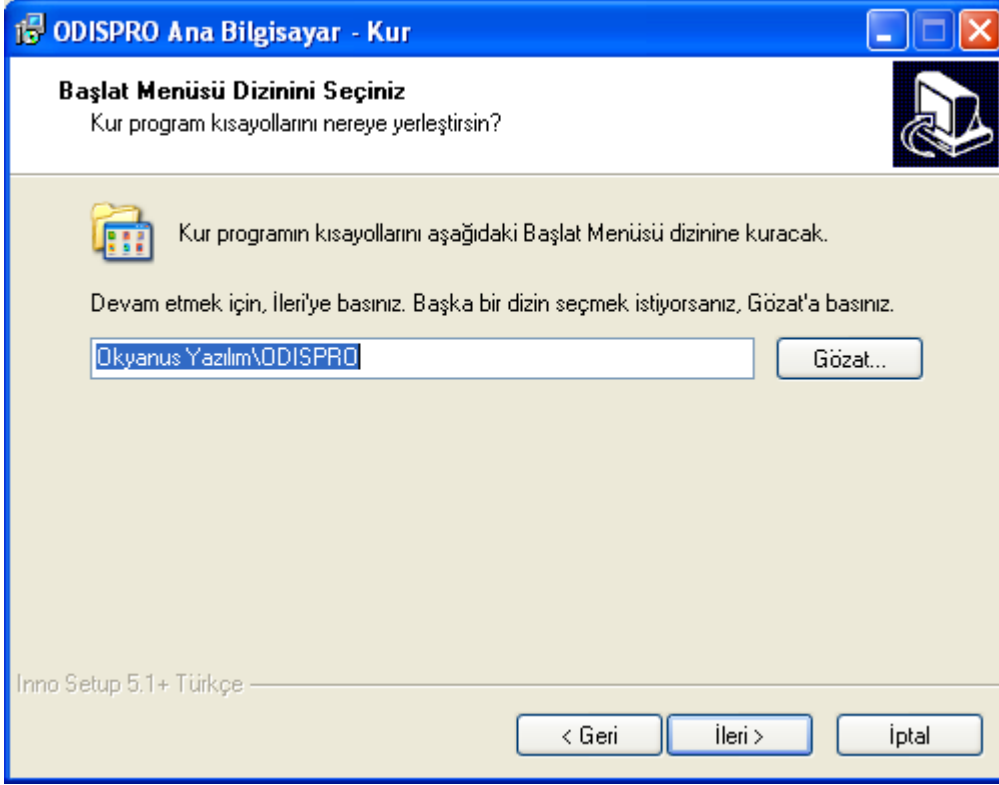 ODISPRO Ana Bilgisayar - Kur
Başlat Menüsü Dizinini Seçiniz
Kur program kısayollarını nereye yerleştirsin?
Kur programın kısayollarını aşağıdaki Başlat Menüsü dizinine kuracak.
Devam etmek için, İleri'ye basınız. Başka bir dizin seçmek istiyorsanız, Gözat'a basınız.
Okyanus Yazılım\ODISPRO
Gözat...
Inno Setup 5.1+ Türkçe
< Geri
İleri >
İptal